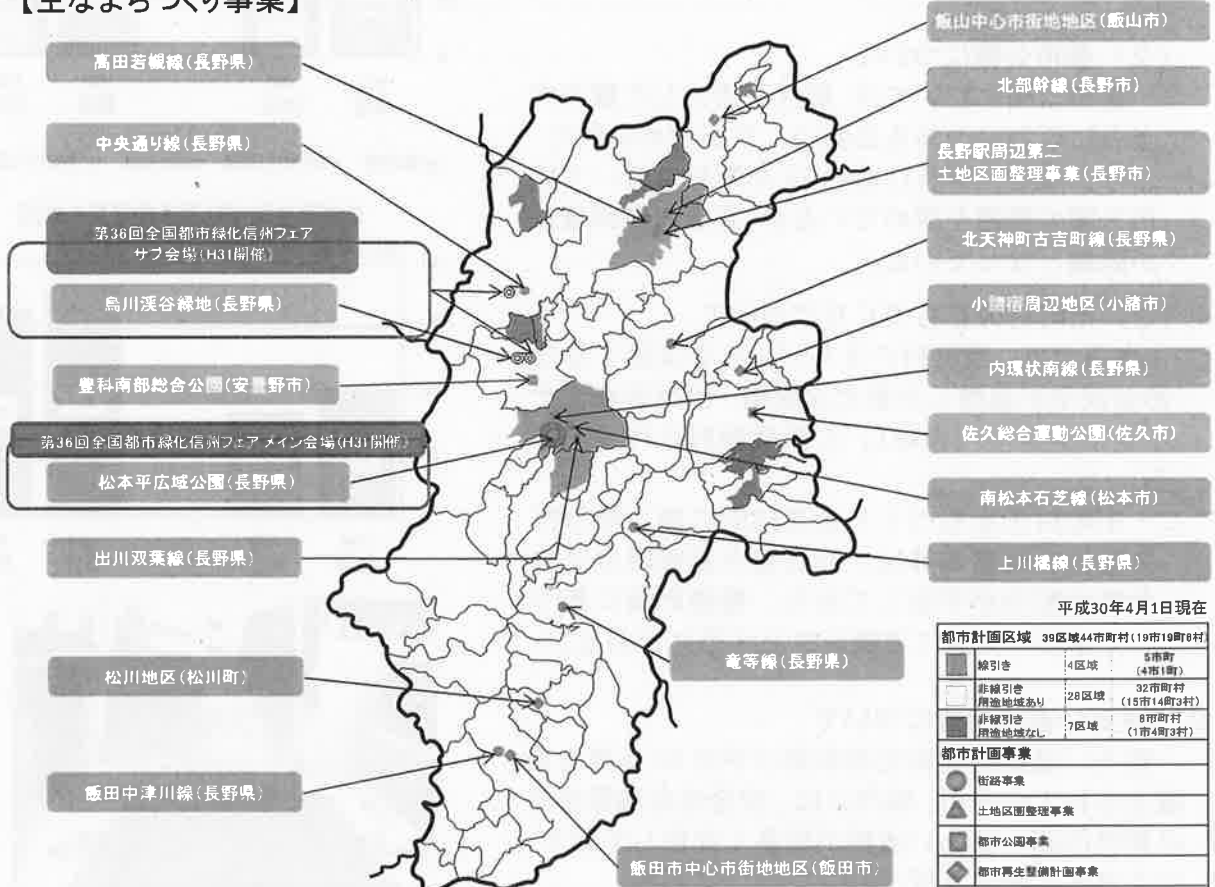 【主なまちづくり事業】
高田若槻線(長野県)
中央通り線(長野県)
第36回全国都市緑化信州フェア
サブ会場(H31開催)
烏川渓谷緑地(長野県)
豊科南部総合公園(安曇野市)
第36回全国都市緑化信州フェア メイン会場(H31開催)
松本平広域公園(長野県)
出川双葉線(長野県)
松川地区(松川町)
飯田中津川線(長野県)
飯山中心市街地地区(飯山市)
北部幹線(長野市)
長野駅周辺第二
土地区画整理事業(長野市)
北天神町古吉町線(長野県)
小諸宿周辺地区(小諸市)
内環状南線(長野県)
佐久総合運動公園(佐久市)
南松本石芝線(松本市)
上川橋線(長野県)
竜等線(長野県)
飯田市中心市街地地区(飯田市)
平成30年4月1日現在
都市計画区域 39区域44市町村(19市19町8村)
線引き 4区域 5市町
(4市1町)
非線引き
用途地域あり 28区域 32市町村
(15市14町3村)
非線引き
用途地域なし 7区域 8市町村
(1市4町3村)
都市計画事業
街路事業
土地区画整理事業
都市公園事業
都市再生整備計画事業